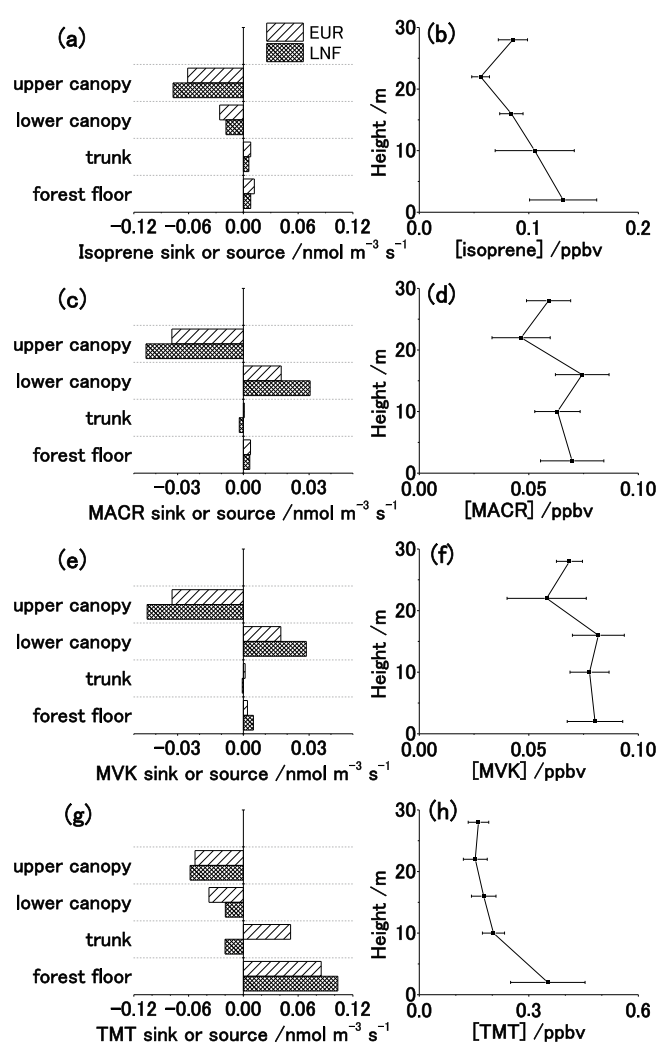 (a)
EUR
LNF
upper canopy
lower canopy
trunk
forest floor
-0.12 -0.06 0.00 0.06 0.12
Isoprene sink or source /nmol m⁻³ s⁻¹
(b)
30
20
10
0
Height /m
0.0 0.1 0.2
[isoprene] /ppbv
(c)
upper canopy
lower canopy
trunk
forest floor
-0.03 0.00 0.03
MACR sink or source /nmol m⁻³ s⁻¹
(d)
30
20
10
0
Height /m
0.00 0.05 0.10
[MACR] /ppbv
(e)
upper canopy
lower canopy
trunk
forest floor
-0.03 0.00 0.03
MVK sink or source /nmol m⁻³ s⁻¹
(f)
30
20
10
0
Height /m
0.00 0.05 0.10
[MVK] /ppbv
(g)
upper canopy
lower canopy
trunk
forest floor
-0.12 -0.06 0.00 0.06 0.12
TMT sink or source /nmol m⁻³ s⁻¹
(h)
30
20
10
0
Height /m
0.0 0.3 0.6
[TMT] /ppbv